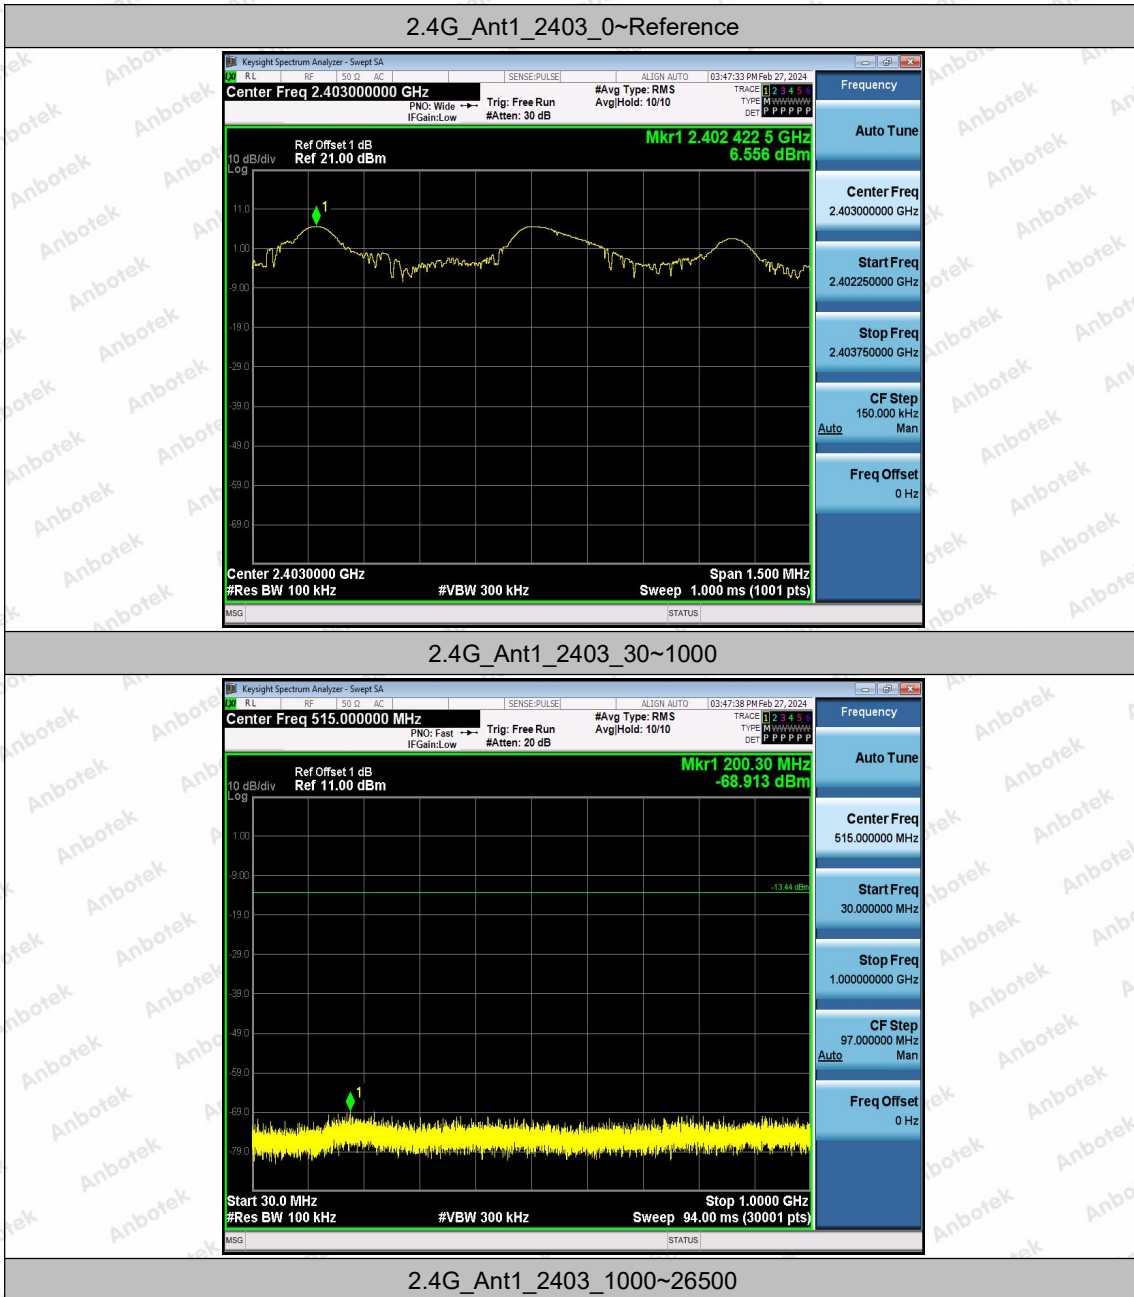 2.4G_Ant1_2403_0~Reference
Keysight Spectrum Analyzer - Swept SA
LXI RL RF 50 Ω AC SENSE:PULSE ALIGN AUTO 03:47:33 PM Feb 27, 2024
Center Freq 2.403000000 GHz
PNO: Wide
IFGain:Low
Trig: Free Run
#Atten: 30 dB
#Avg Type: RMS
Avg|Hold: 10/10
TRACE 1 2 3 4 5 6
TYPE M WWWWW
DET P P P P P P
Frequency
Auto Tune
Center Freq
2.403000000 GHz
Start Freq
2.402250000 GHz
Stop Freq
2.403750000 GHz
CF Step
150.000 kHz
Auto Man
Freq Offset
0 Hz
Mkr1 2.402 422 5 GHz
6.556 dBm
Ref Offset 1 dB
10 dB/div Ref 21.00 dBm
Log
11.0
1
1.00
-9.00
-19.0
-29.0
-39.0
-49.0
-59.0
-69.0
Center 2.4030000 GHz Span 1.500 MHz
#Res BW 100 kHz #VBW 300 kHz Sweep 1.000 ms (1001 pts)
MSG STATUS
2.4G_Ant1_2403_30~1000
Keysight Spectrum Analyzer - Swept SA
LXI RL RF 50 Ω AC SENSE:PULSE ALIGN AUTO 03:47:38 PM Feb 27, 2024
Center Freq 515.000000 MHz
PNO: Fast
IFGain:Low
Trig: Free Run
#Atten: 20 dB
#Avg Type: RMS
Avg|Hold: 10/10
TRACE 1 2 3 4 5 6
TYPE M WWWWW
DET P P P P P P
Frequency
Auto Tune
Center Freq
515.000000 MHz
Start Freq
30.000000 MHz
Stop Freq
1.000000000 GHz
CF Step
97.000000 MHz
Auto Man
Freq Offset
0 Hz
Mkr1 200.30 MHz
-68.913 dBm
Ref Offset 1 dB
10 dB/div Ref 11.00 dBm
Log
1.00
-9.00
-13.44 dBm
-19.0
-29.0
-39.0
-49.0
-59.0
1
-69.0
-79.0
Start 30.0 MHz Stop 1.0000 GHz
#Res BW 100 kHz #VBW 300 kHz Sweep 94.00 ms (30001 pts)
MSG STATUS
2.4G_Ant1_2403_1000~26500
Anbotek